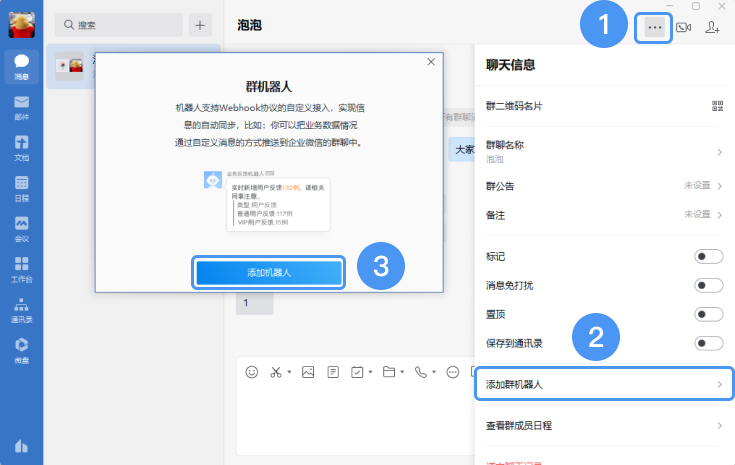 搜索
泡泡
1
消息
邮件
文档
日程
会议
工作台
通讯录
微盘
群机器人
机器人支持Webhook协议的自定义接入，实现信
息的自动同步，比如：你可以把业务数据情况
通过自定义消息的方式推送到企业微信的群聊中。
业务反馈机器人
实时新增用户反馈132例，请相关
同事注意。
类型:用户反馈
普通用户反馈:117例
VIP用户反馈:15例
添加机器人
3
大家
1
聊天信息
群二维码名片
群聊名称
泡泡
群公告
未设置
备注
未设置
标记
消息免打扰
置顶
保存到通讯录
2
添加群机器人
查看群成员日程